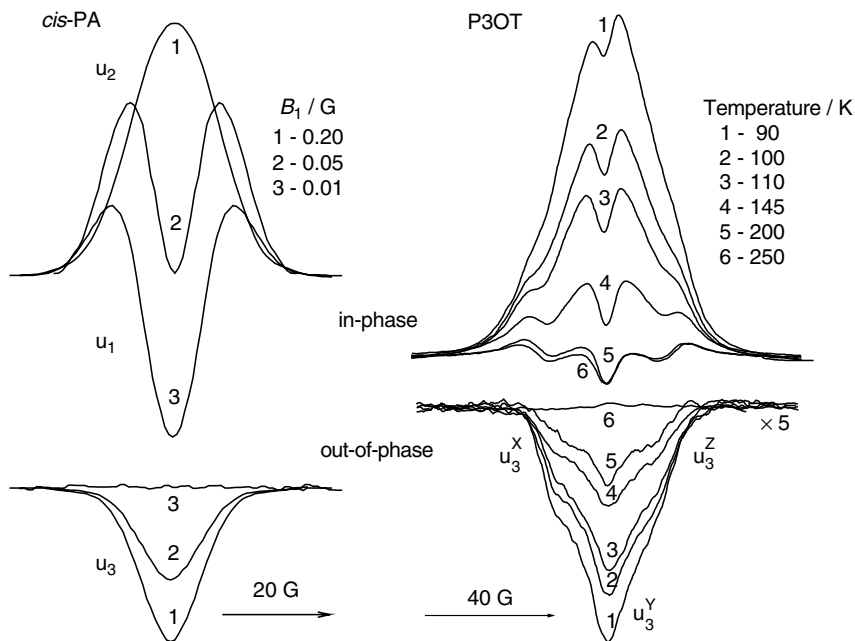 cis-PA
1
u2
B1 / G
1 - 0.20
2 - 0.05
3 - 0.01
2
u1
3
3
2
u3
1
20 G
P3OT
1
Temperature / K
1 - 90
2 - 100
3 - 110
4 - 145
5 - 200
6 - 250
2
3
4
in-phase
5
6
6
× 5
out-of-phase
u3X
u3Z
5
4
3
2
40 G
1
u3Y